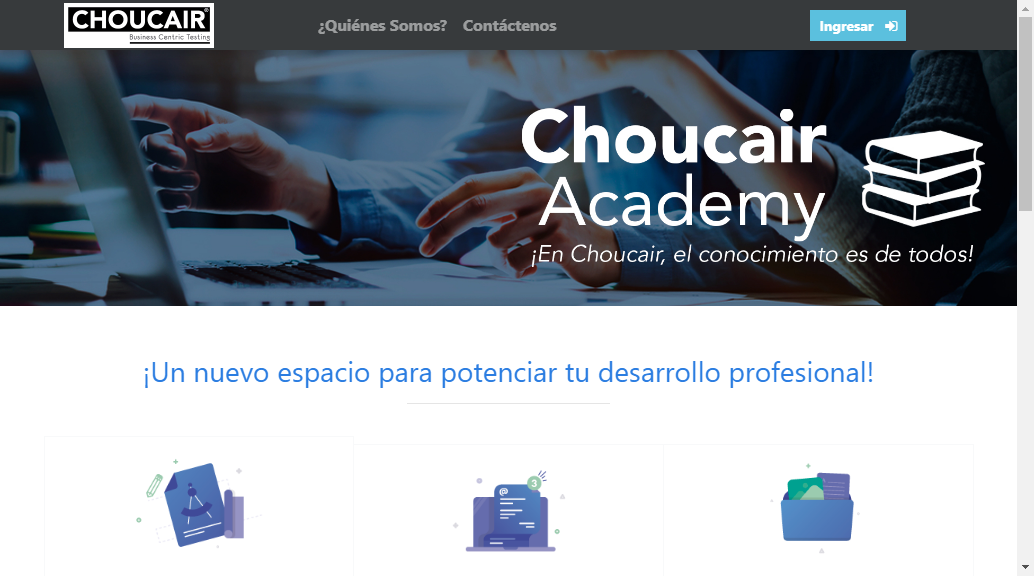 CHOUCAIR®
Business Centric Testing
¿Quiénes Somos? Contáctenos
Ingresar
Choucair
Academy
¡En Choucair, el conocimiento es de todos!
¡Un nuevo espacio para potenciar tu desarrollo profesional!
@
3